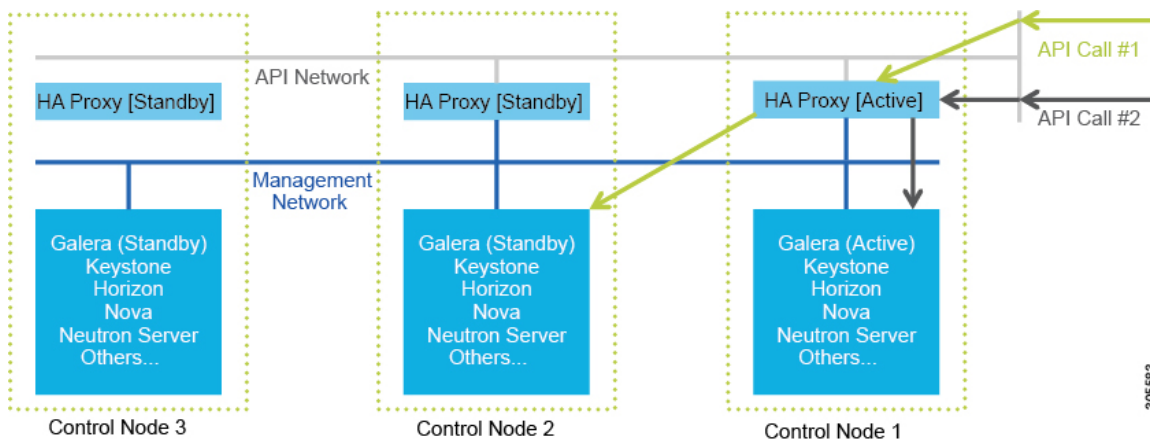 API Call #1
API Network
HA Proxy [Standby]
HA Proxy [Standby]
HA Proxy [Active]
API Call #2
Management
Network
Galera (Standby)
Keystone
Horizon
Nova
Neutron Server
Others...
Galera (Standby)
Keystone
Horizon
Nova
Neutron Server
Others...
Galera (Active)
Keystone
Horizon
Nova
Neutron Server
Others...
Control Node 3
Control Node 2
Control Node 1